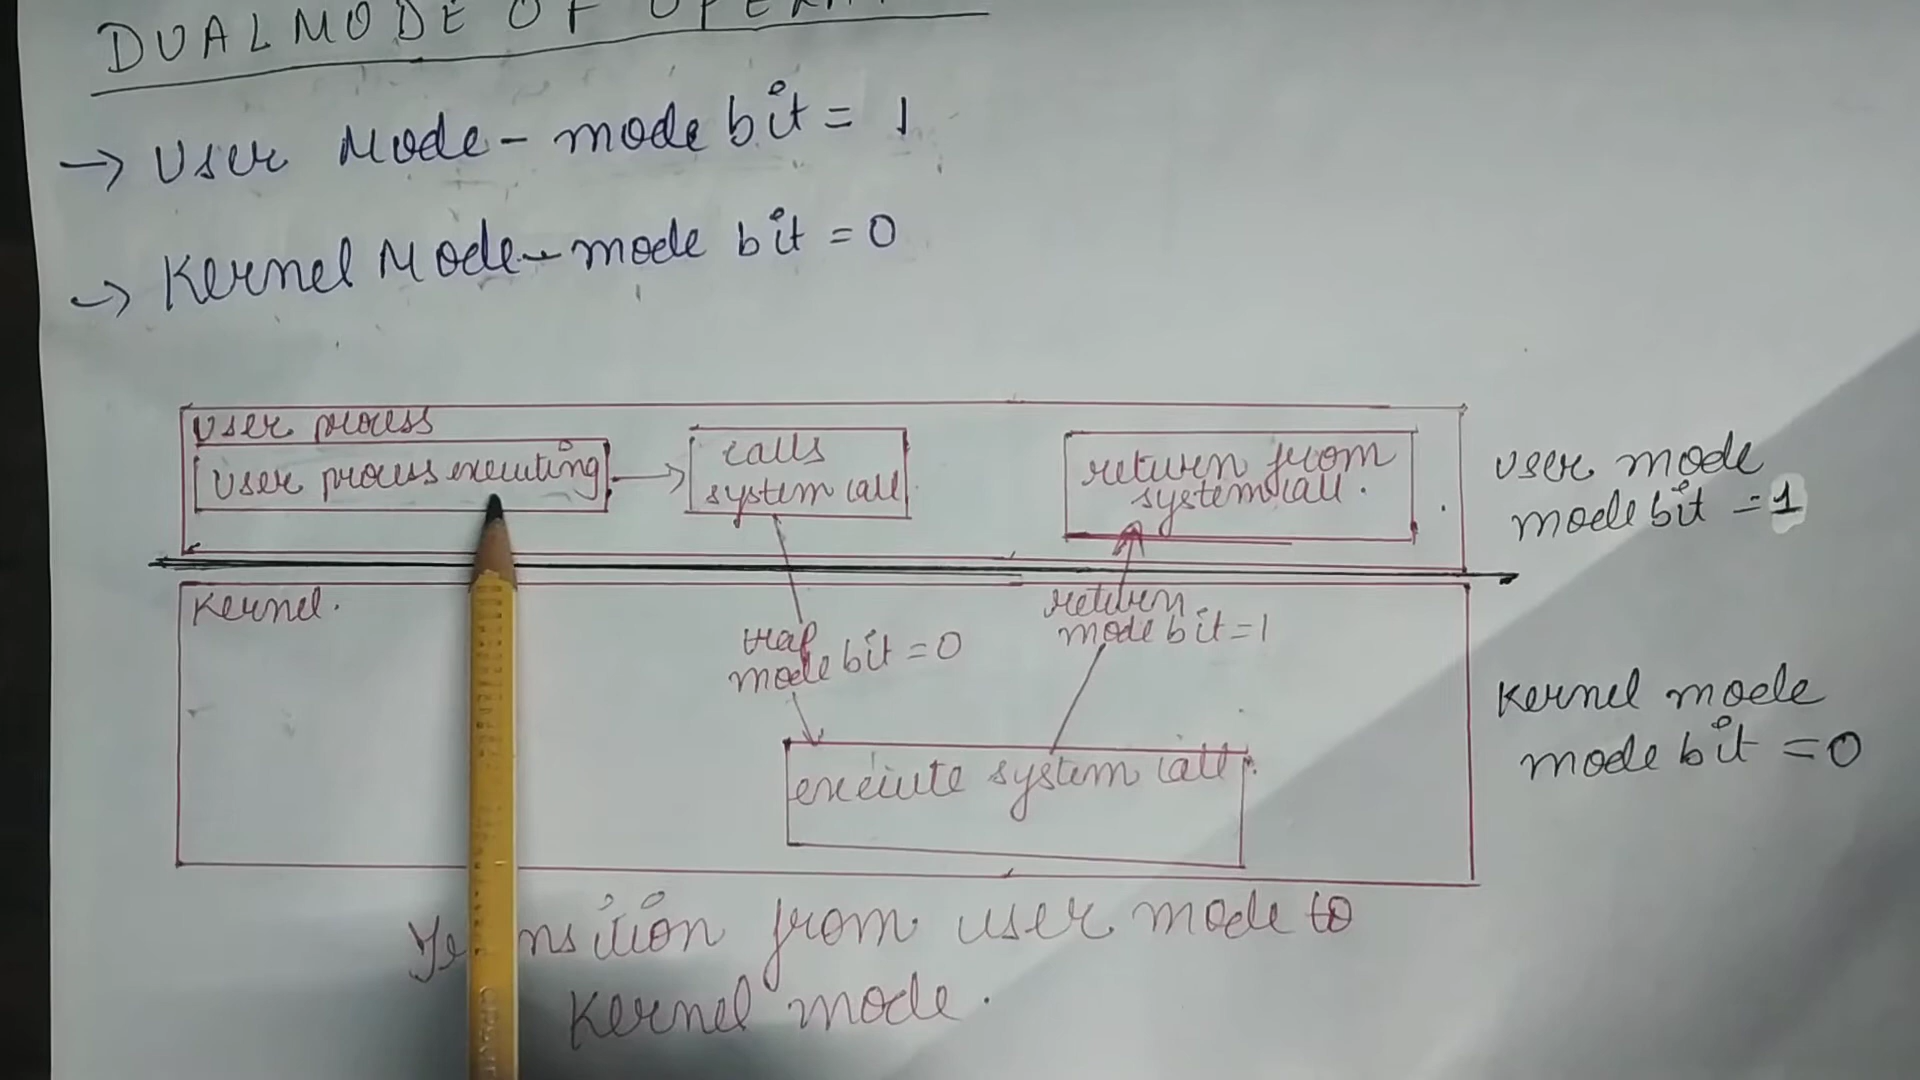 DUAL MODE OF
→ User Mode - mode bit = 1
→ Kernel Mode - mode bit = 0
User process
User process executing
calls
system call
return from
system call.
User mode
mode bit = 1
Kernel.
trap
mode bit = 0
return
mode bit = 1
Kernel mode
mode bit = 0
execute system call.
from user mode to
Kernel mode.